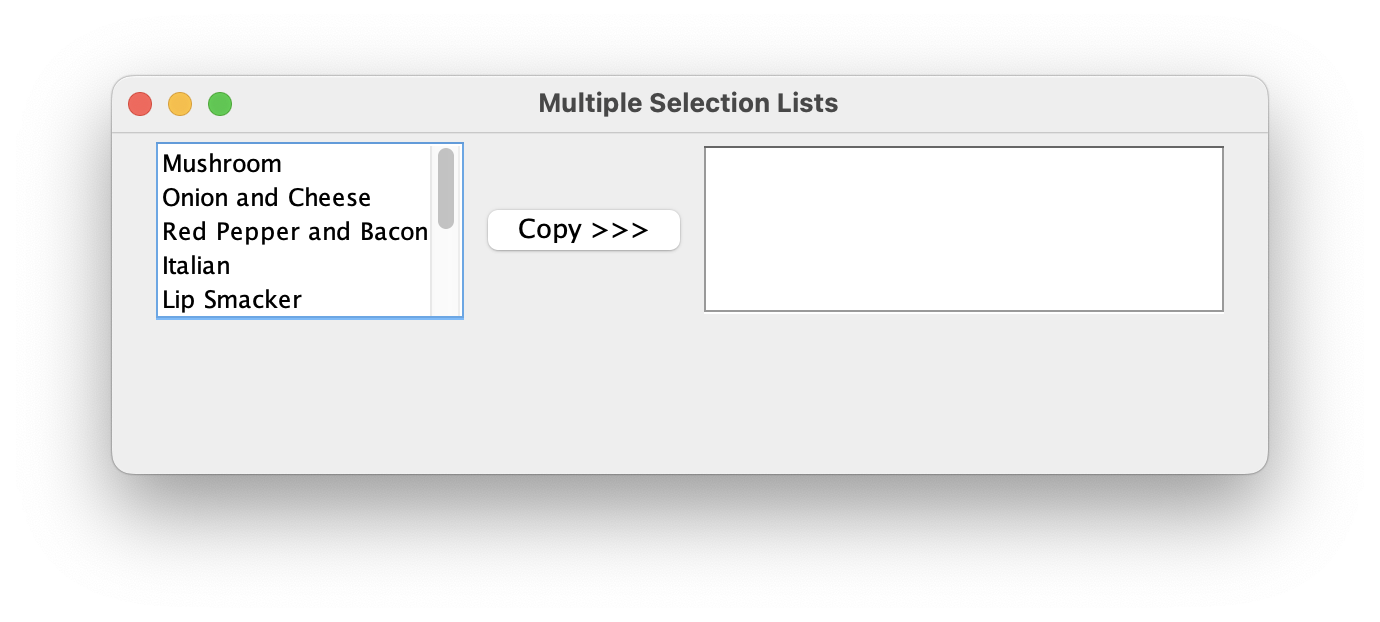 Multiple Selection Lists
Mushroom
Onion and Cheese
Red Pepper and Bacon
Italian
Lip Smacker
Copy >>>